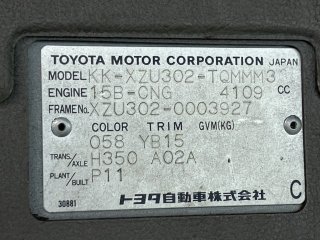 TOYOTA MOTOR CORPORATION JAPAN
MODEL KK-XZU302-TQMMM3
ENGINE 15B-CNG 4109 CC
FRAME No. XZU302-0003927
COLOR TRIM GVM(KG)
058 YB15
TRANS/AXLE H350 A02A
PLANT/BUILT P11
トヨタ自動車株式会社
30881 C